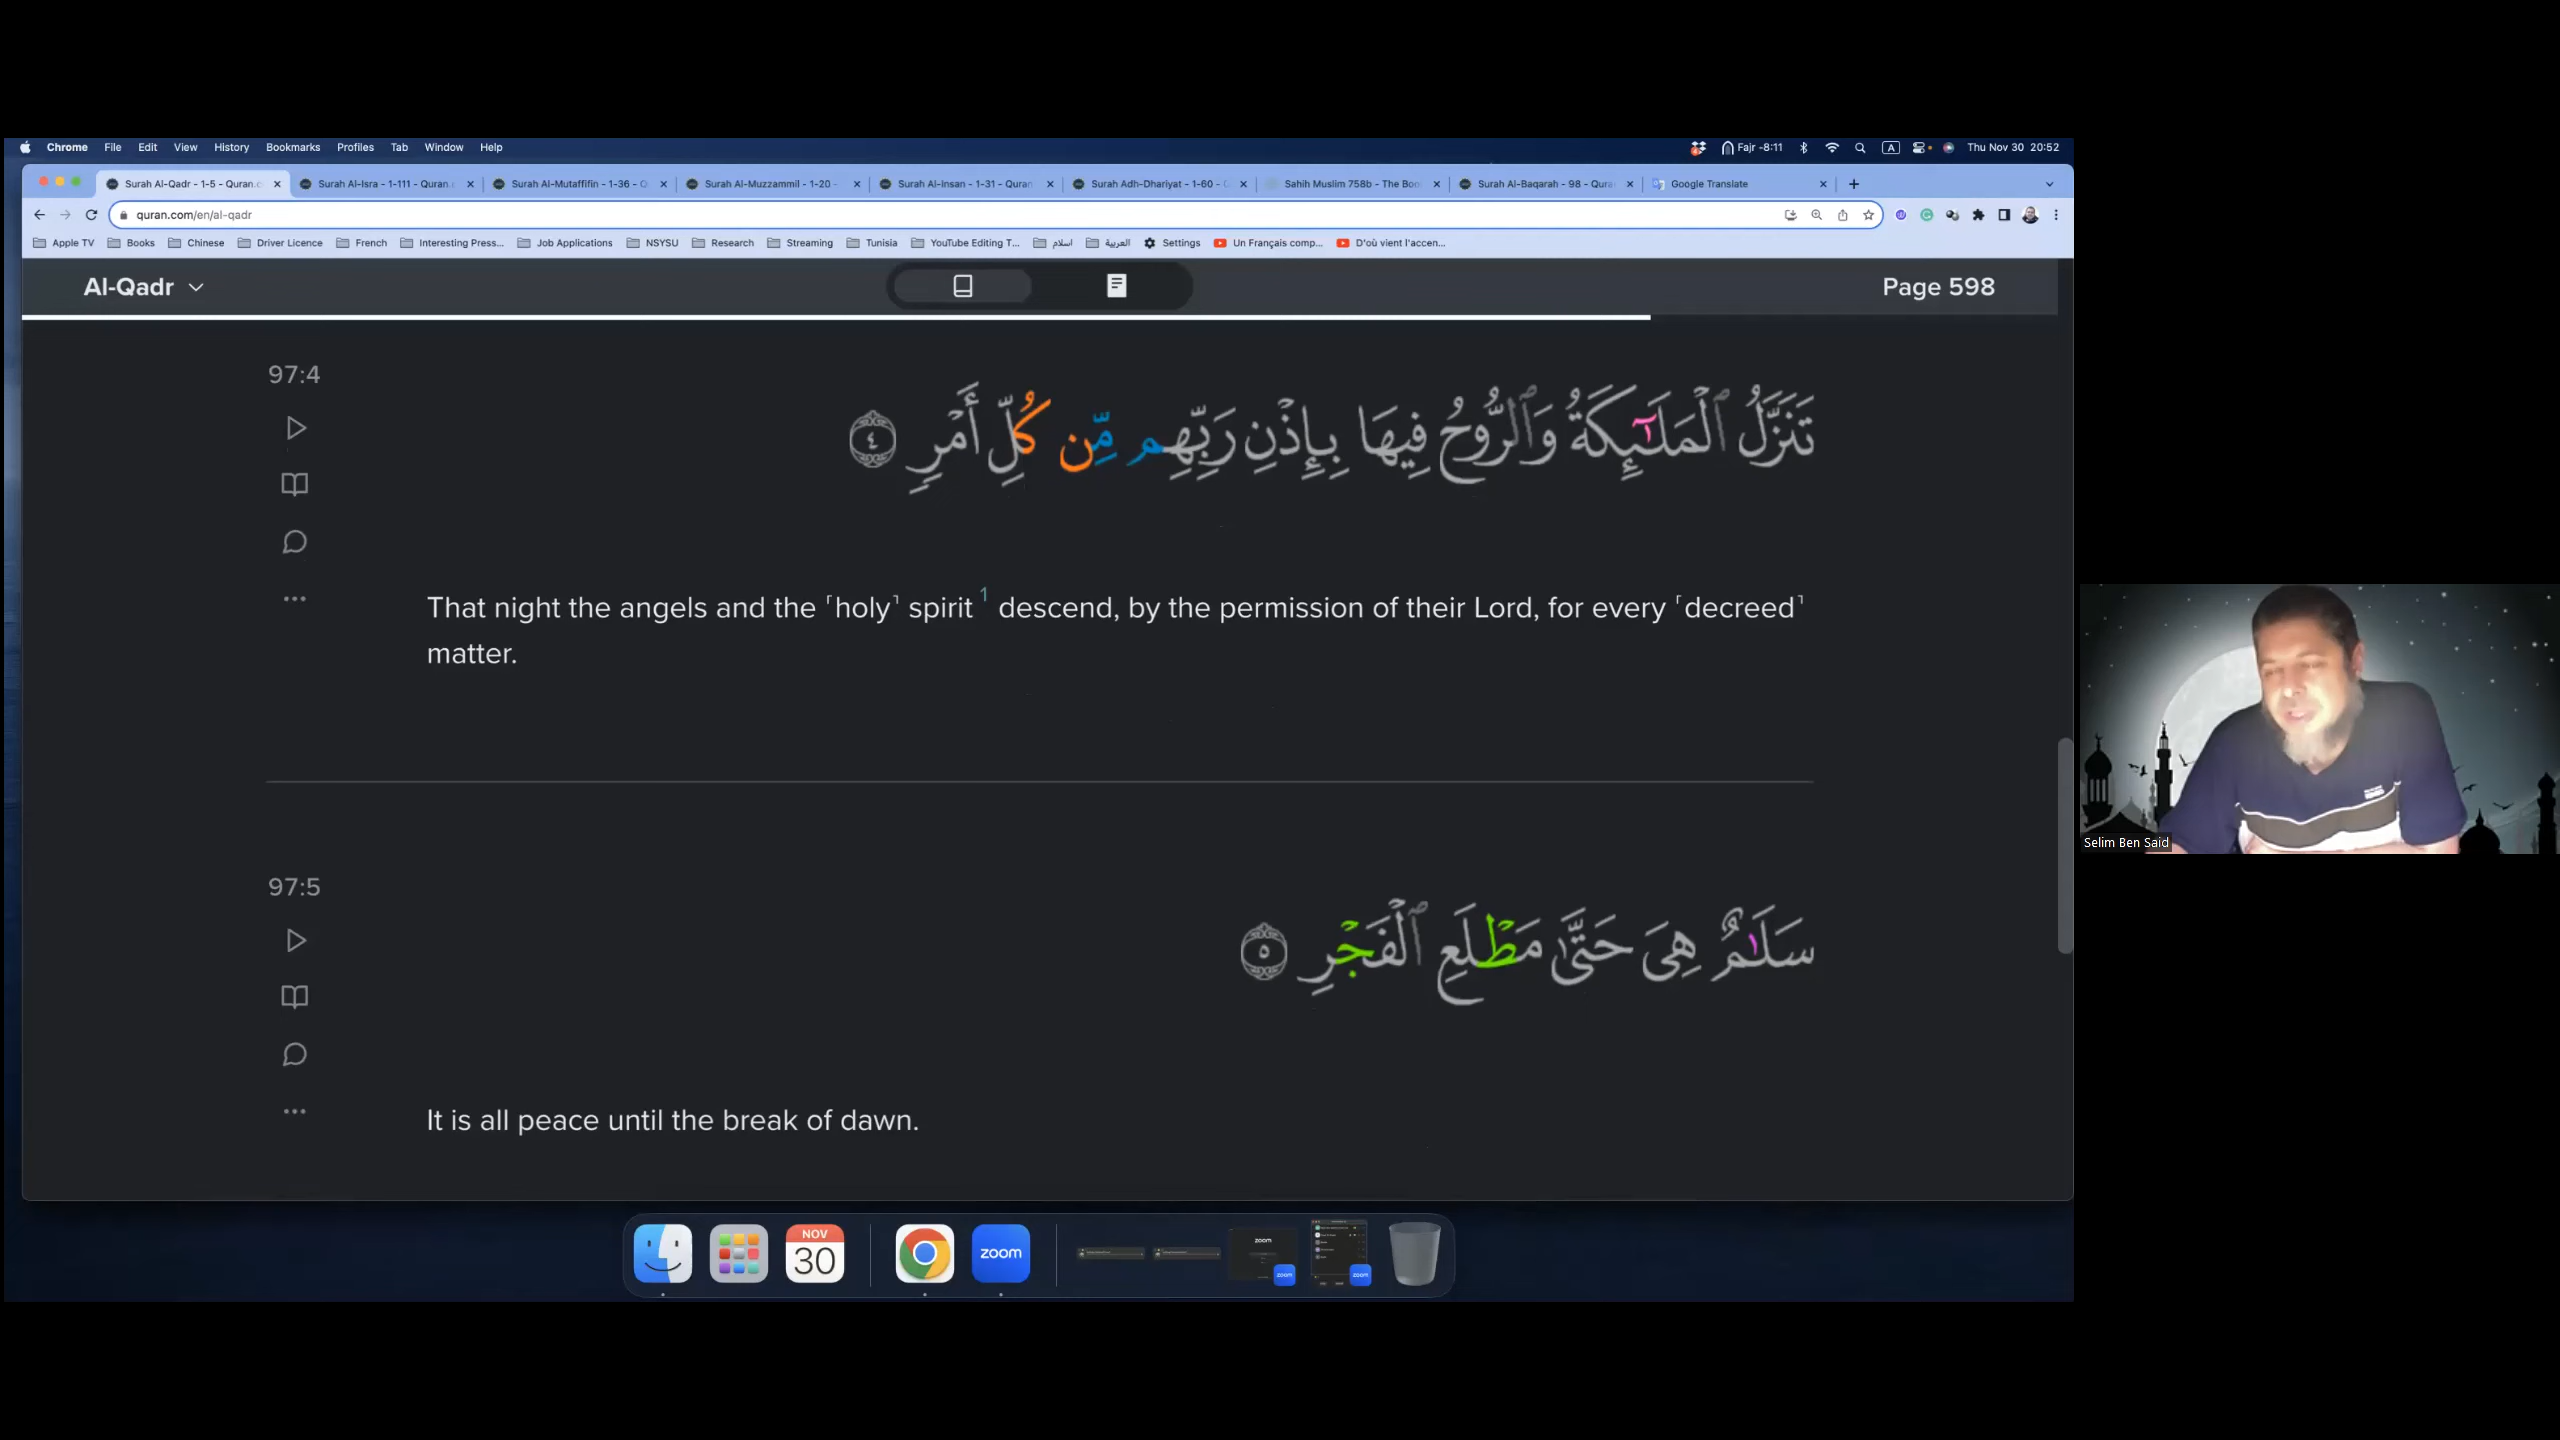 Chrome File Edit View History Bookmarks Profiles Tab Window Help Fajr -8:11 A Thu Nov 30 20:52
Surah Al-Qadr - 1-5 - Quran.c Surah Al-Isra - 1-111 - Quran. Surah Al-Mutaffifin - 1-36 - Q Surah Al-Muzzammil - 1-20 - Surah Al-Insan - 1-31 - Quran Surah Adh-Dhariyat - 1-60 - Sahih Muslim 758b - The Boo Surah Al-Baqarah - 98 - Qura Google Translate
quran.com/en/al-qadr
Apple TV Books Chinese Driver Licence French Interesting Press... Job Applications NSYSU Research Streaming Tunisia YouTube Editing T... اسلام العربية Settings Un Français comp... D'où vient l'accen...
Al-Qadr Page 598
97:4
تَنَزَّلُ ٱلْمَلَـٰٓئِكَةُ وَٱلرُّوحُ فِيهَا بِإِذْنِ رَبِّهِم مِّن كُلِّ أَمْرٍ ٤
That night the angels and the ˹holy˺ spirit 1 descend, by the permission of their Lord, for every ˹decreed˺
matter.
97:5
سَلَـٰمٌ هِىَ حَتَّىٰ مَطْلَعِ ٱلْفَجْرِ ٥
It is all peace until the break of dawn.
Selim Ben Said
NOV
30
zoom
zoom
zoom
zoom